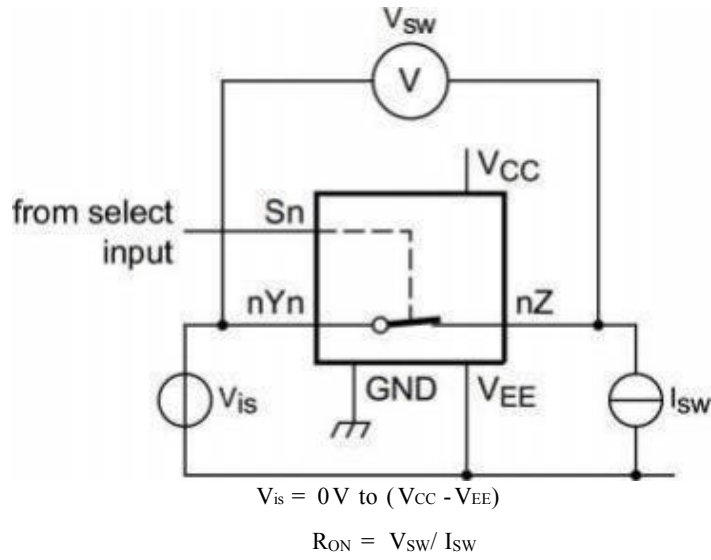 Vsw
V
VCC
from select
input
Sn
nYn
nZ
Vis
GND
VEE
Isw
Vis = 0V to (VCC - VEE)
RON = VSW/ ISW